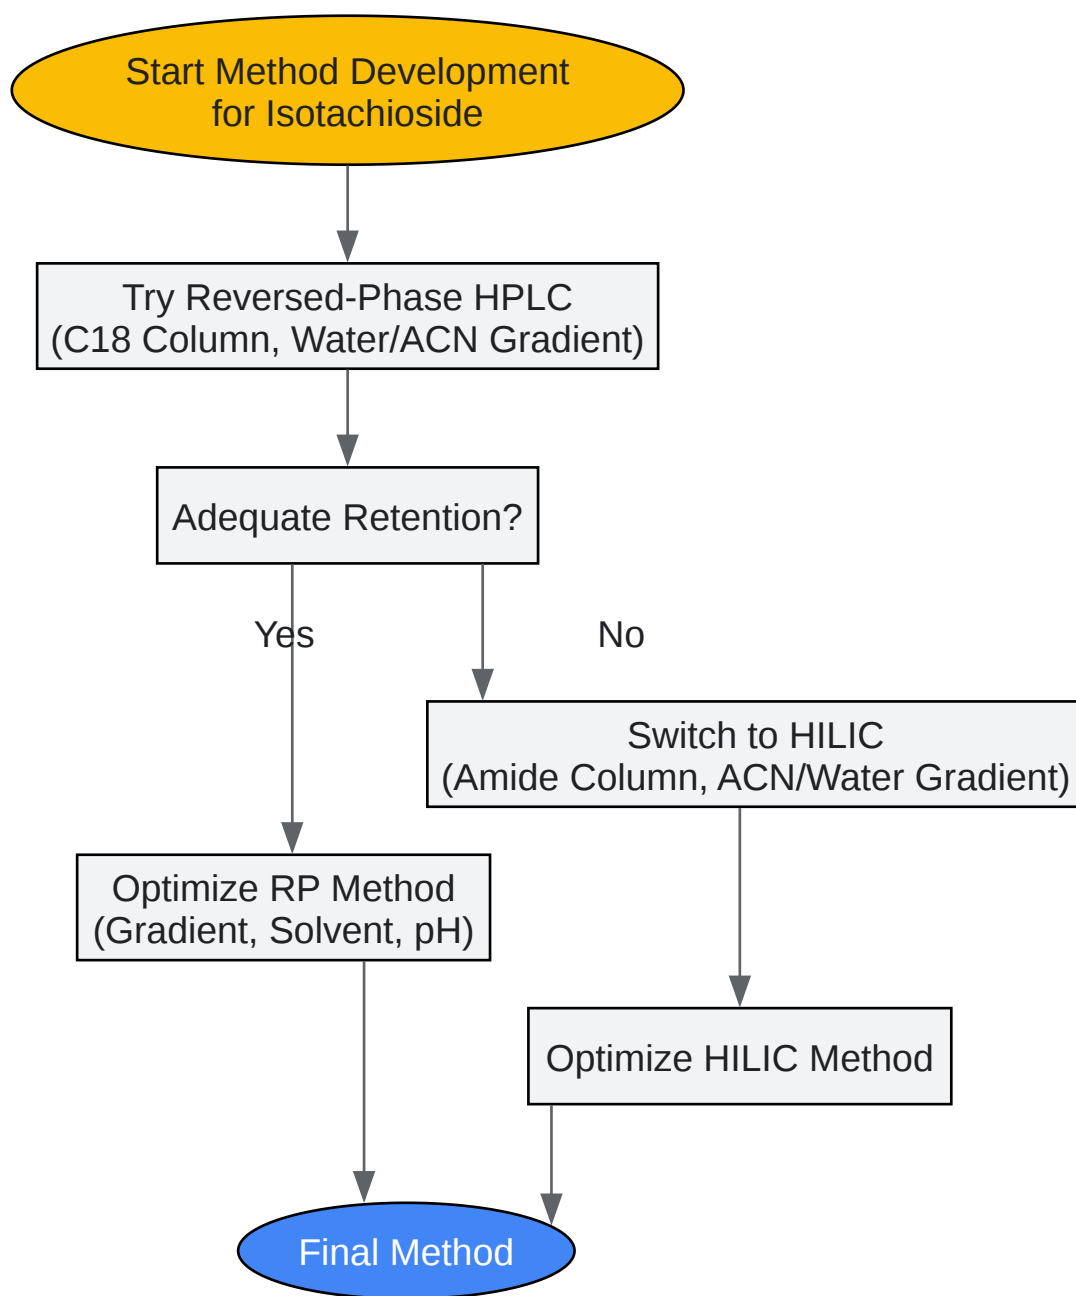 Start Method Development
for Isotachioside
Try Reversed-Phase HPLC
(C18 Column, Water/ACN Gradient)
Adequate Retention?
Yes
No
Switch to HILIC
(Amide Column, ACN/Water Gradient)
Optimize RP Method
(Gradient, Solvent, pH)
Optimize HILIC Method
Final Method